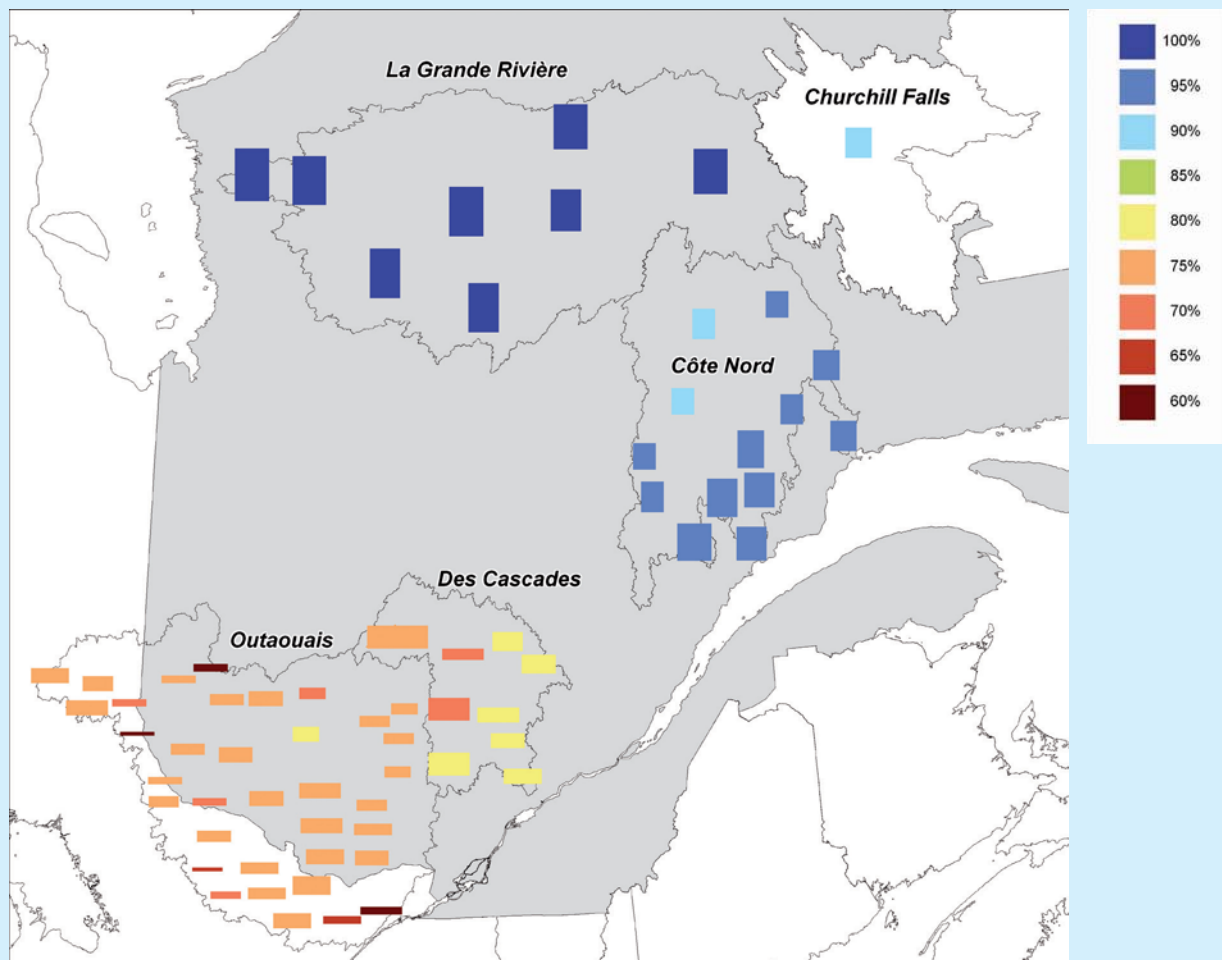 La Grande Rivière
Churchill Falls
Côte Nord
Des Cascades
Outaouais
100%
95%
90%
85%
80%
75%
70%
65%
60%